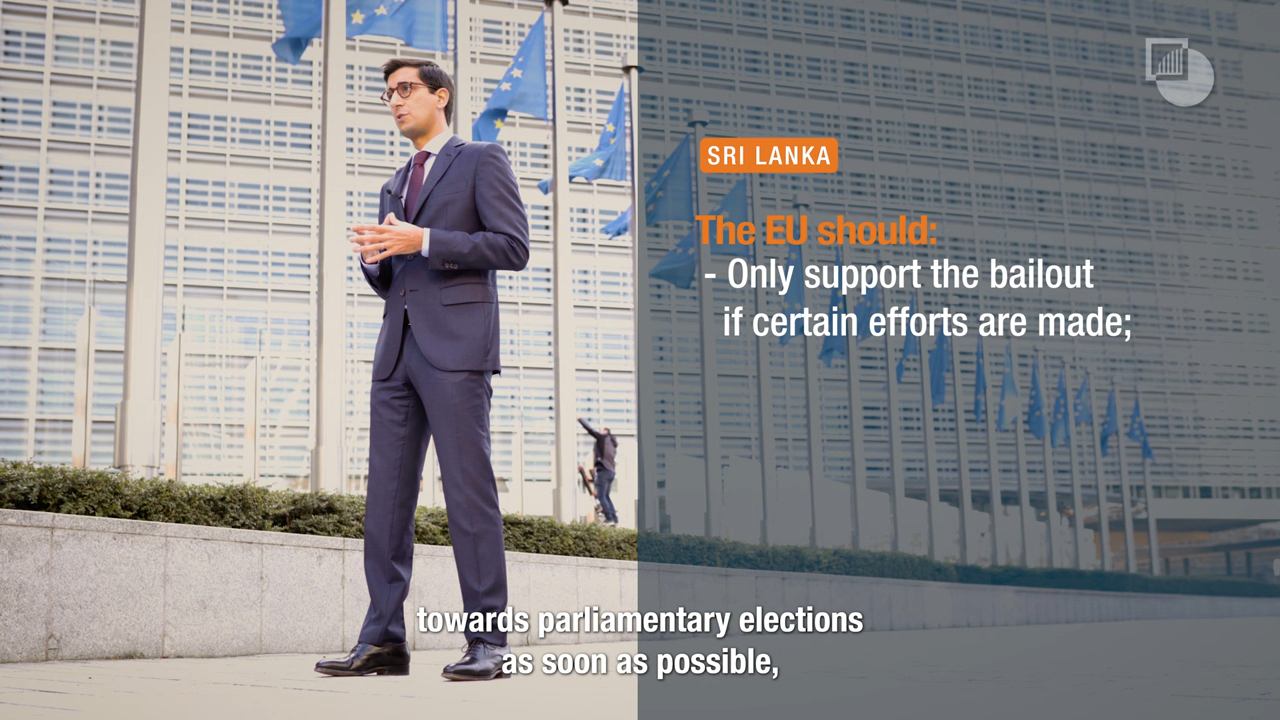 SRI LANKA
The EU should:
- Only support the bailout
if certain efforts are made;
towards parliamentary elections
as soon as possible,